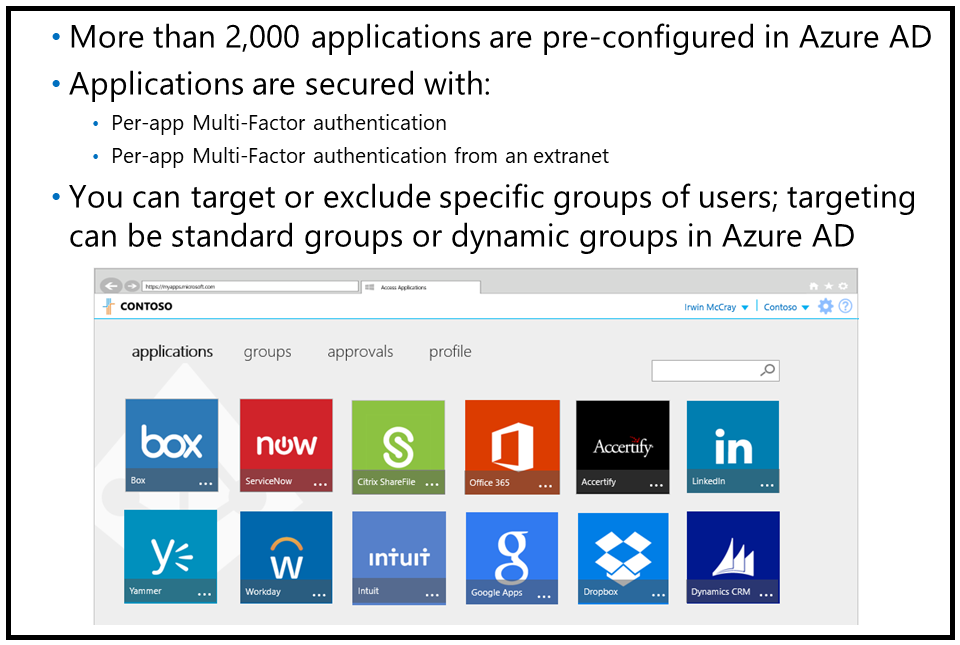 • More than 2,000 applications are pre-configured in Azure AD
• Applications are secured with:
• Per-app Multi-Factor authentication
• Per-app Multi-Factor authentication from an extranet
• You can target or exclude specific groups of users; targeting
can be standard groups or dynamic groups in Azure AD
https://myapps.microsoft.com
Access Applications
CONTOSO
Irwin McCray
Contoso
applications groups approvals profile
box
now
Accertify
in
Box ...
ServiceNow ...
Citrix ShareFile ...
Office 365 ...
Accertify ...
LinkedIn ...
intuit
Yammer ...
Workday ...
Intuit ...
Google Apps ...
Dropbox ...
Dynamics CRM ...